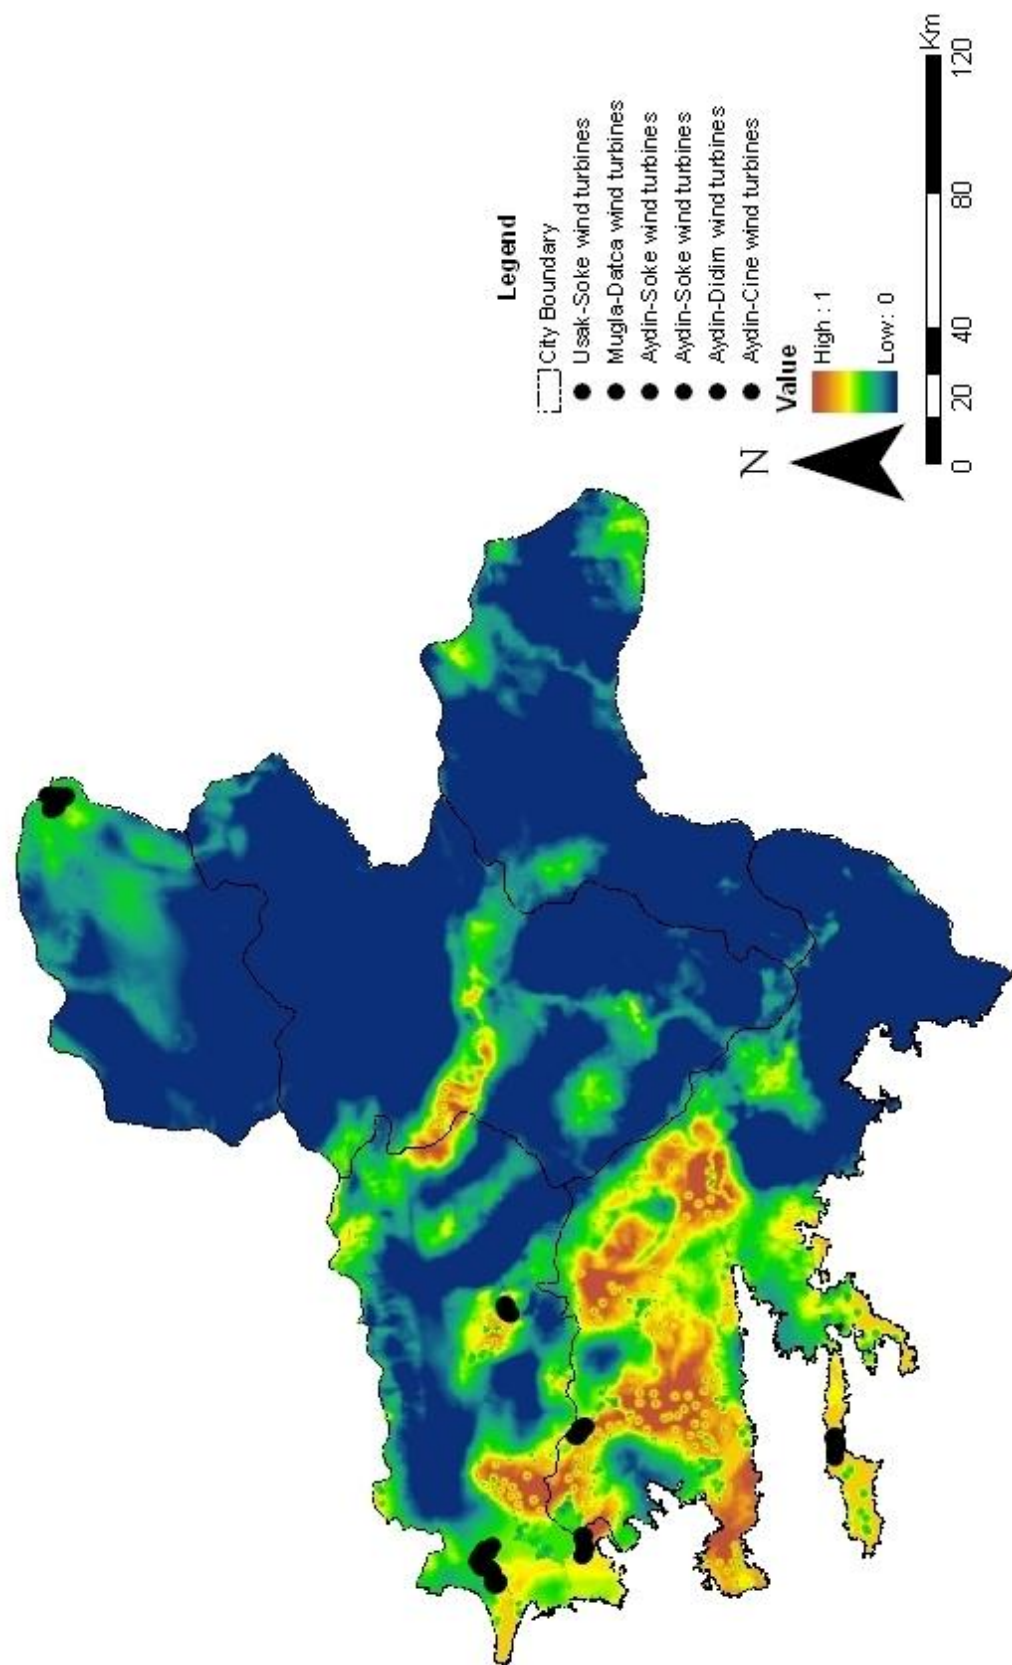 Legend
City Boundary
Usak-Soke wind turbines
Mugla-Datca wind turbines
Aydin-Soke wind turbines
Aydin-Soke wind turbines
Aydin-Didim wind turbines
Aydin-Cine wind turbines
Value
High : 1
Low : 0
N
0 20 40 80 120
Km